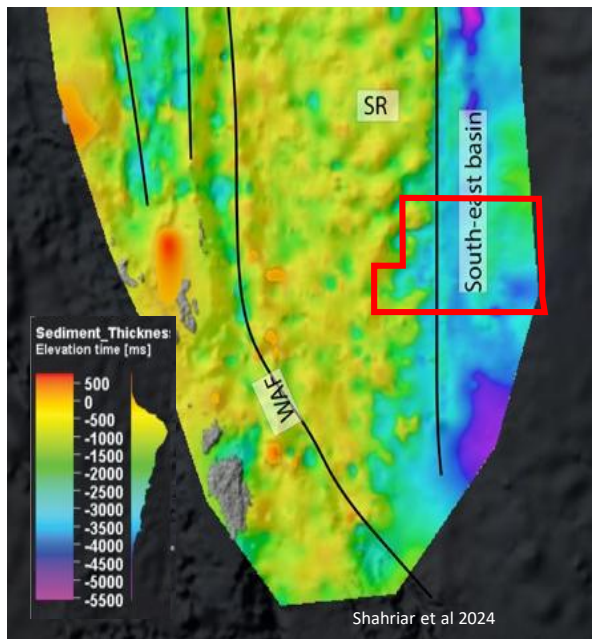 SR
South-east basin
WAF
Sediment_Thicknes
Elevation time [ms]
500
0
-500
-1000
-1500
-2000
-2500
-3000
-3500
-4000
-4500
-5000
-5500
Shahriar et al 2024